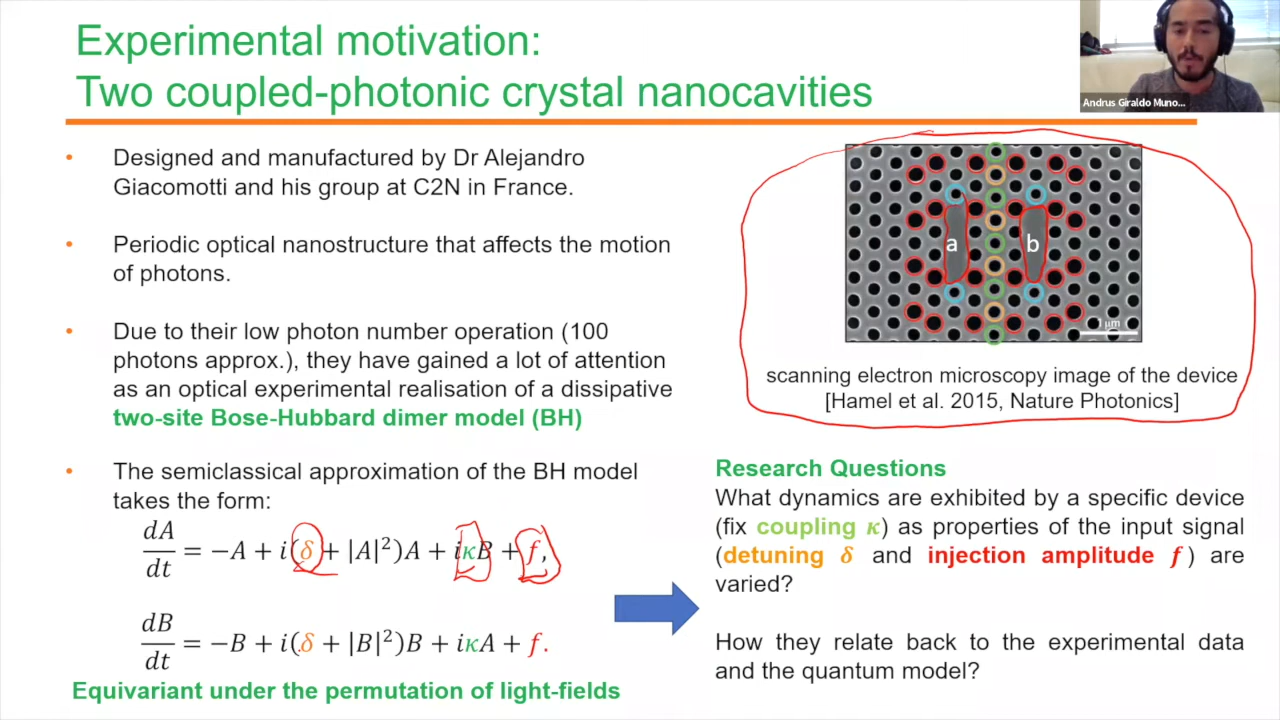 Experimental motivation:
Two coupled-photonic crystal nanocavities
Andrus Giraldo Muno...
• Designed and manufactured by Dr Alejandro
Giacomotti and his group at C2N in France.
• Periodic optical nanostructure that affects the motion
of photons.
• Due to their low photon number operation (100
photons approx.), they have gained a lot of attention
as an optical experimental realisation of a dissipative
two-site Bose-Hubbard dimer model (BH)
• The semiclassical approximation of the BH model
takes the form:
dA/dt = −A + i(δ + |A|²)A + iκB + f,
dB/dt = −B + i(δ + |B|²)B + iκA + f.
Equivariant under the permutation of light-fields
a b
1 µm
scanning electron microscopy image of the device
[Hamel et al. 2015, Nature Photonics]
Research Questions
What dynamics are exhibited by a specific device
(fix coupling κ) as properties of the input signal
(detuning δ and injection amplitude f) are
varied?
How they relate back to the experimental data
and the quantum model?